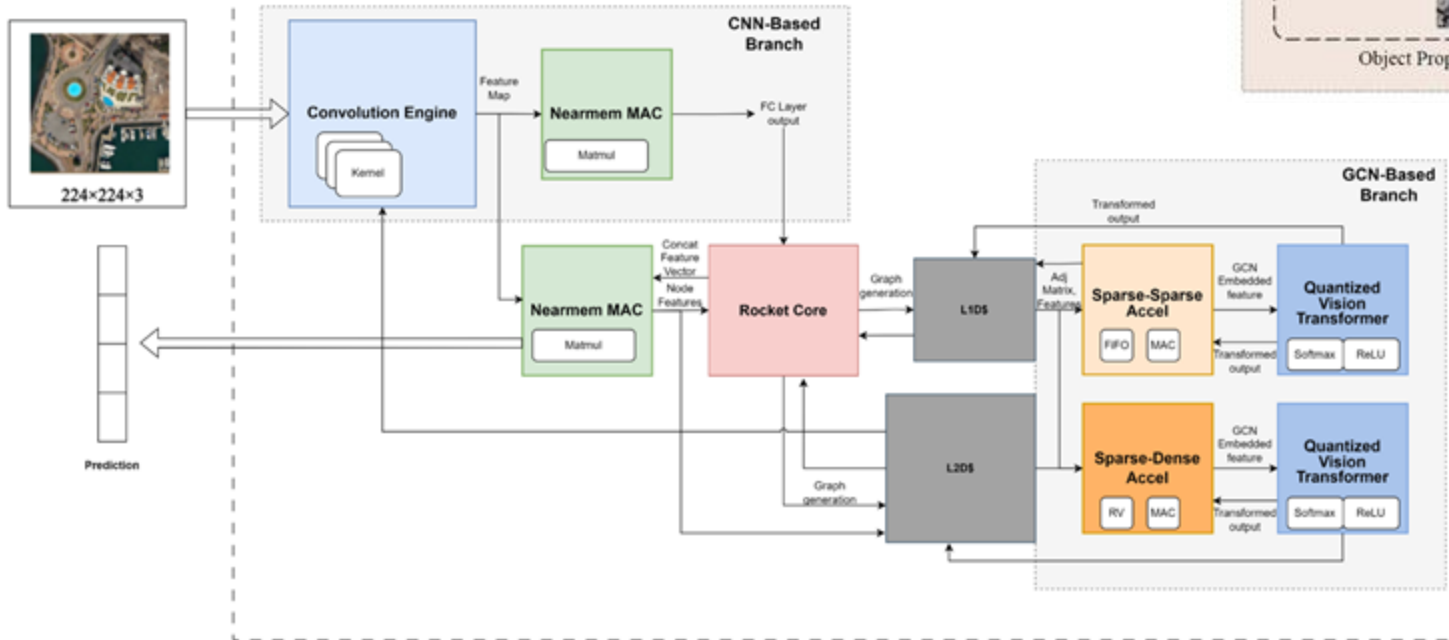 224×224×3
Prediction
CNN-Based
Branch
Convolution Engine
Kernel
Feature
Map
Nearmem MAC
Matmul
FC Layer
output
Nearmem MAC
Matmul
Concat
Feature
Vector
Node
Features
Rocket Core
Graph
generation
L1D$
L2D$
Graph
generation
Object Prop
GCN-Based
Branch
Transformed
output
Adj
Matrix,
Features
Sparse-Sparse
Accel
FIFO
MAC
GCN
Embedded
feature
Transformed
output
Quantized
Vision
Transformer
Softmax
ReLU
Sparse-Dense
Accel
RV
MAC
GCN
Embedded
feature
Transformed
output
Quantized
Vision
Transformer
Softmax
ReLU